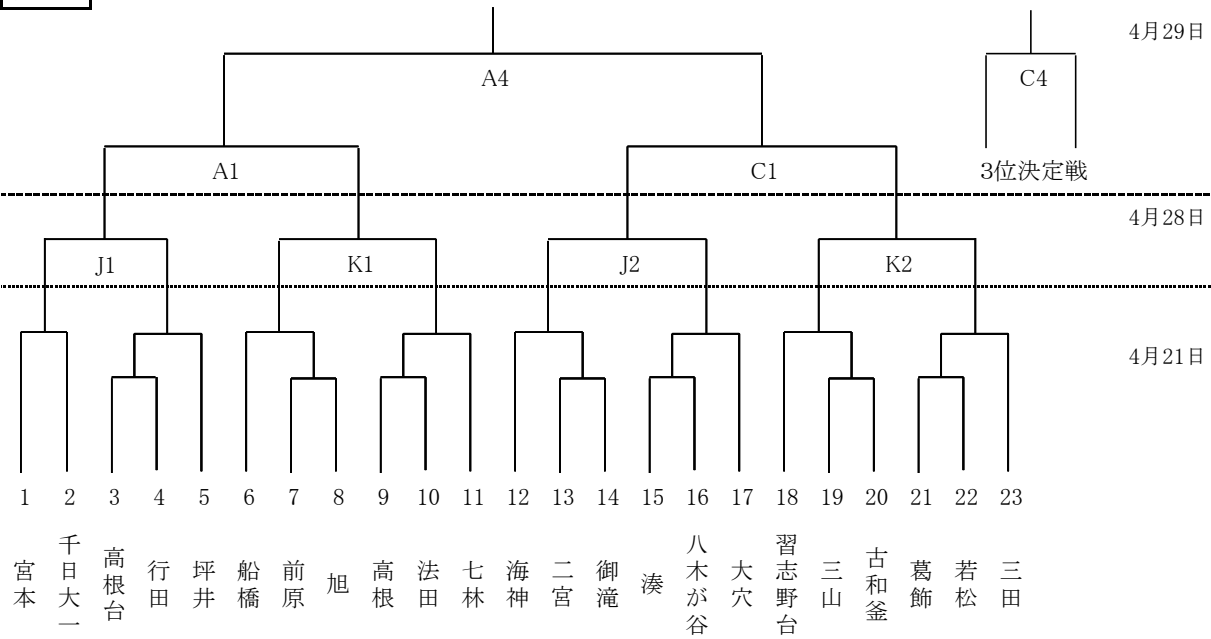 4月29日
A4
C4
A1
C1
3位決定戦
4月28日
J1
K1
J2
K2
4月21日
1 2 3 4 5 6 7 8 9 10 11 12 13 14 15 16 17 18 19 20 21 22 23
宮本
千日大一
高根台
行田
坪井
船橋
前原
旭
高根
法田
七林
海神
二宮
御滝
湊
八木が谷
大穴
習志野台
三山
古和釜
葛飾
若松
三田